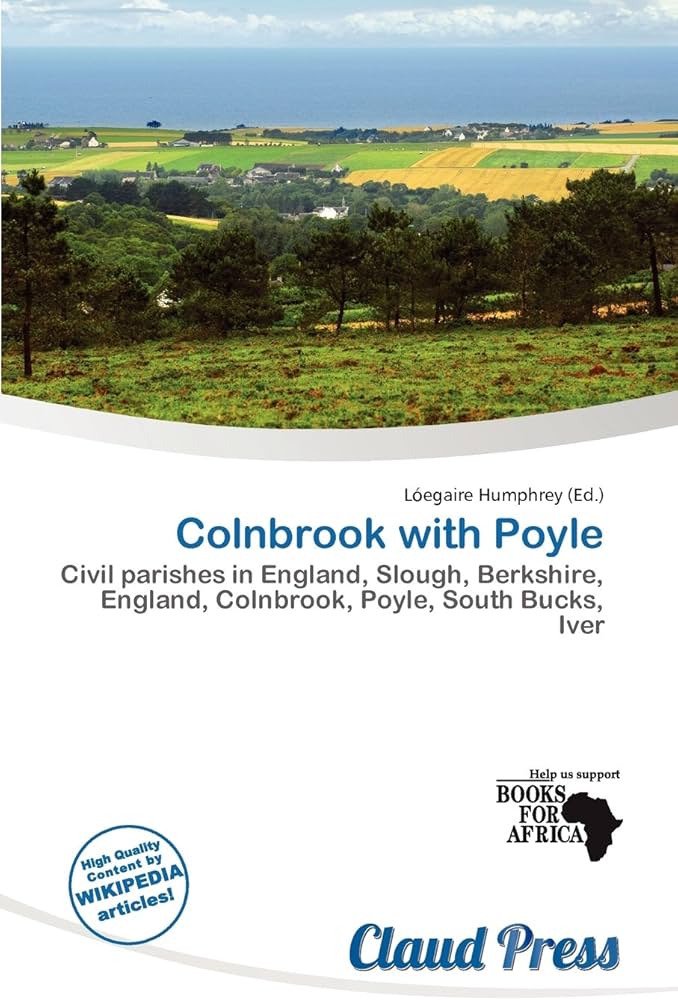 Lóegaire Humphrey (Ed.)
Colnbrook with Poyle
Civil parishes in England, Slough, Berkshire,
England, Colnbrook, Poyle, South Bucks,
Iver
Help us support
BOOKS
FOR
AFRICA
High Quality
Content by
WIKIPEDIA
articles!
Claud Press